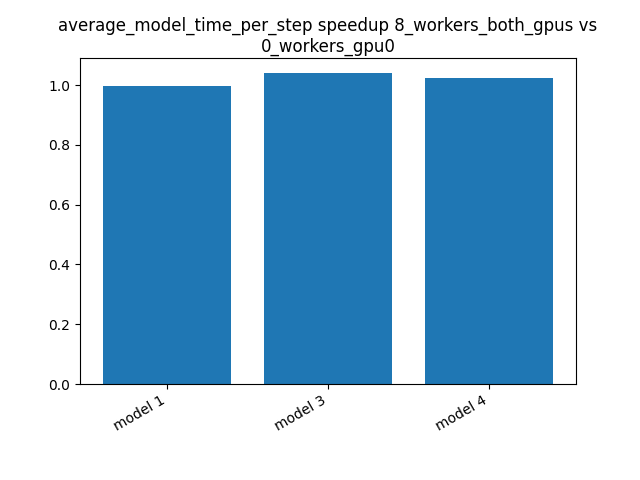 average_model_time_per_step speedup 8_workers_both_gpus vs
0_workers_gpu0
1.0
0.8
0.6
0.4
0.2
0.0
model 1
model 3
model 4